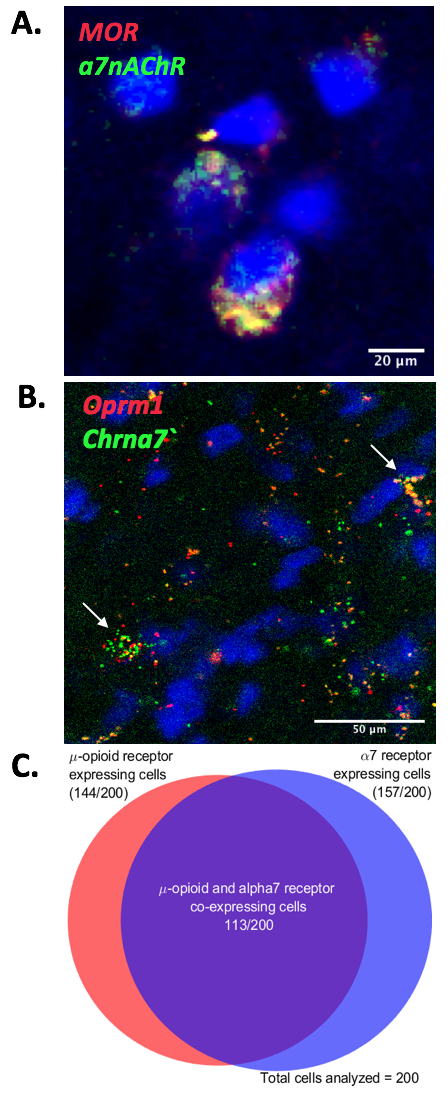 A.
MOR
a7nAChR
20 µm
B.
Oprm1
Chrna7`
50 µm
C.
µ-opioid receptor
expressing cells
(144/200)
α7 receptor
expressing cells
(157/200)
µ-opioid and alpha7 receptor
co-expressing cells
113/200
Total cells analyzed = 200